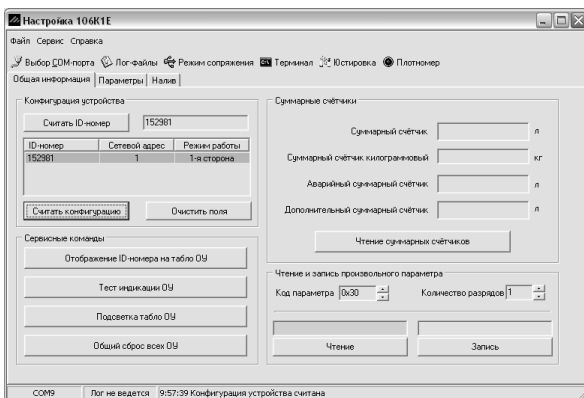 Настройка 106К1Е
Файл Сервис Справка
Выбор COM-порта Лог-файлы Режим сопряжения Терминал Юстировка Плотномер
Общая информация Параметры Налив
Конфигурация устройства
Считать ID-номер 152981
ID-номер Сетевой адрес Режим работы
152981 1 1-я сторона
Считать конфигурацию Очистить поля
Сервисные команды
Отображение ID-номера на табло ОУ
Тест индикации ОУ
Подсветка табло ОУ
Общий сброс всех ОУ
Суммарные счётчики
Суммарный счётчик л
Суммарный счётчик килограммовый кг
Аварийный суммарный счётчик л
Дополнительный суммарный счётчик л
Чтение суммарных счётчиков
Чтение и запись произвольного параметра
Код параметра 0x30 Количество разрядов 1
Чтение Запись
COM9 Лог не ведется 9:57:39 Конфигурация устройства считана